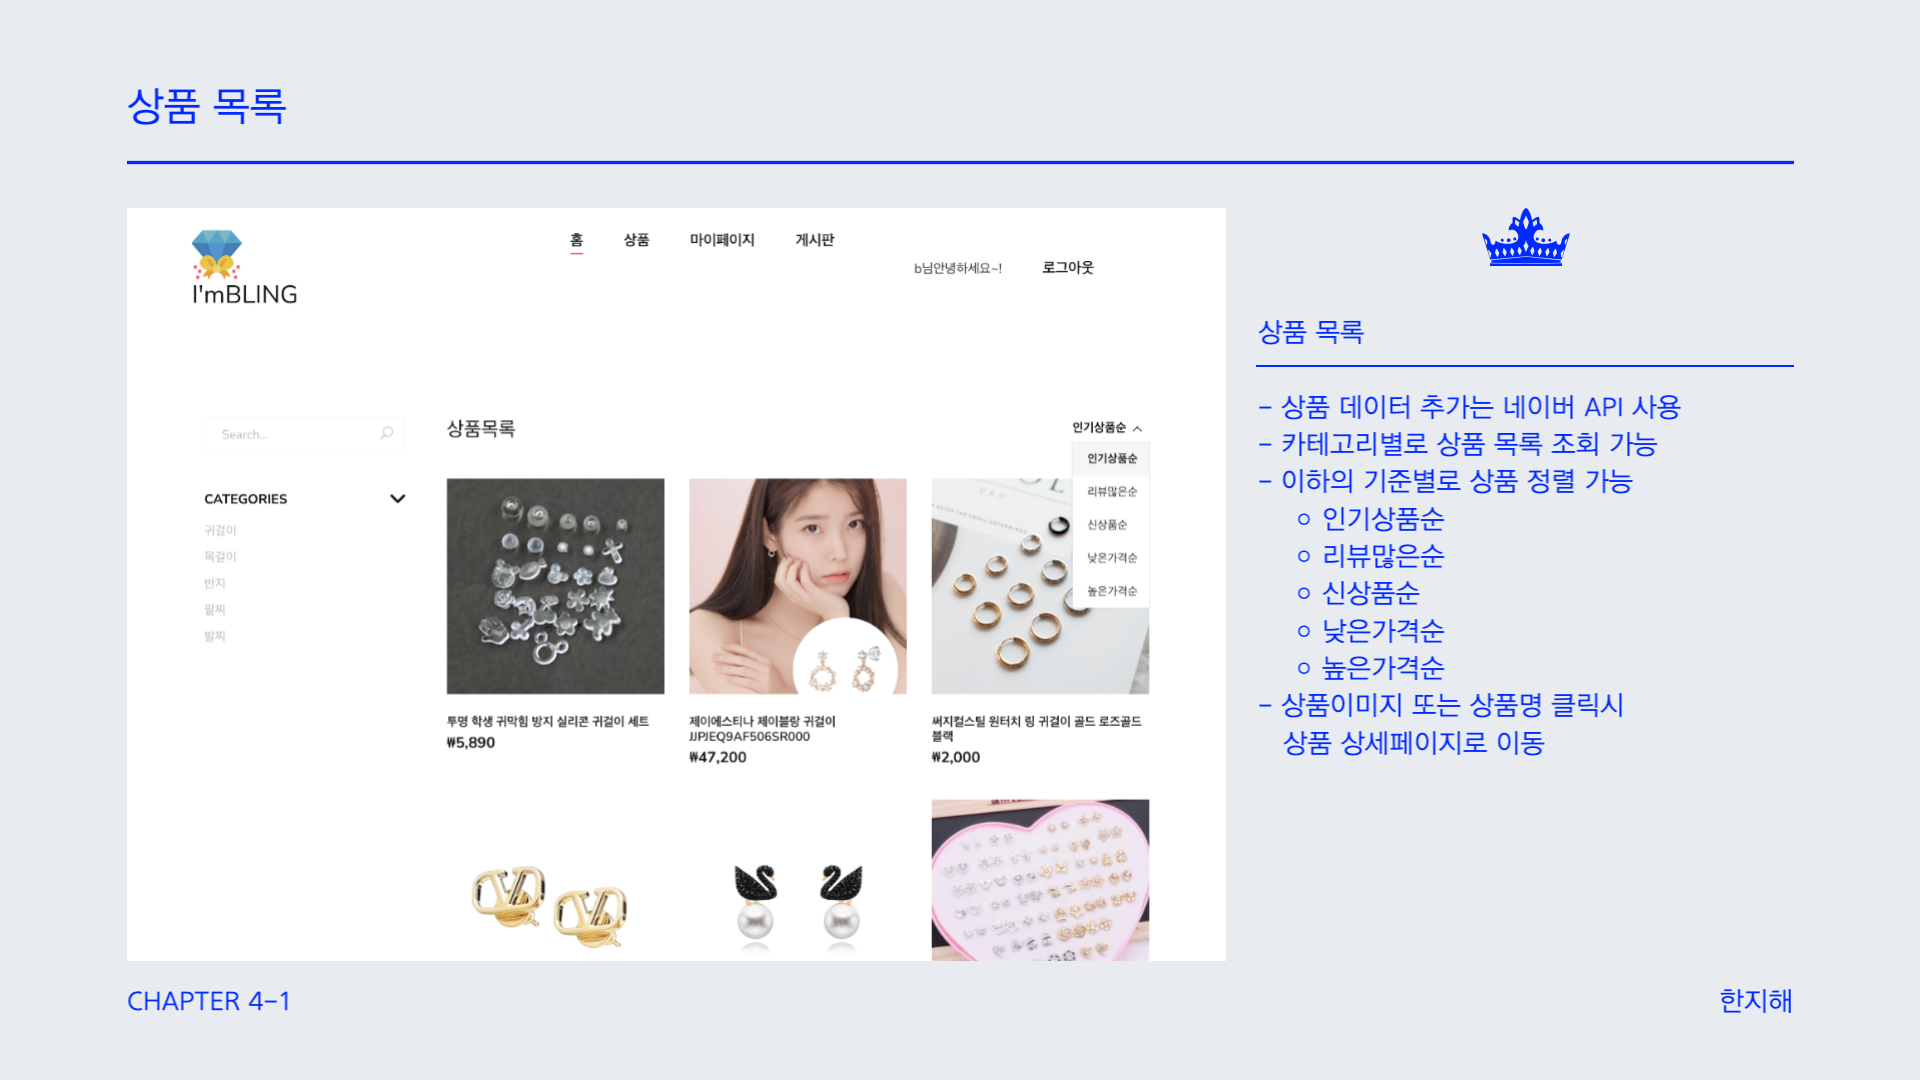 상품 목록
I'mBLING
홈
상품
마이페이지
게시판
b님안녕하세요~!
로그아웃
Search...
CATEGORIES
귀걸이
목걸이
반지
팔찌
발찌
상품목록
인기상품순
인기상품순
리뷰많은순
신상품순
낮은가격순
높은가격순
투명 학생 귀막힘 방지 실리콘 귀걸이 세트
₩5,890
제이에스티나 제이블랑 귀걸이
JJPJEQ9AF506SR000
₩47,200
써지컬스틸 원터치 링 귀걸이 골드 로즈골드
블랙
₩2,000
상품 목록
- 상품 데이터 추가는 네이버 API 사용
- 카테고리별로 상품 목록 조회 가능
- 이하의 기준별로 상품 정렬 가능
○ 인기상품순
○ 리뷰많은순
○ 신상품순
○ 낮은가격순
○ 높은가격순
- 상품이미지 또는 상품명 클릭시
상품 상세페이지로 이동
CHAPTER 4-1
한지해